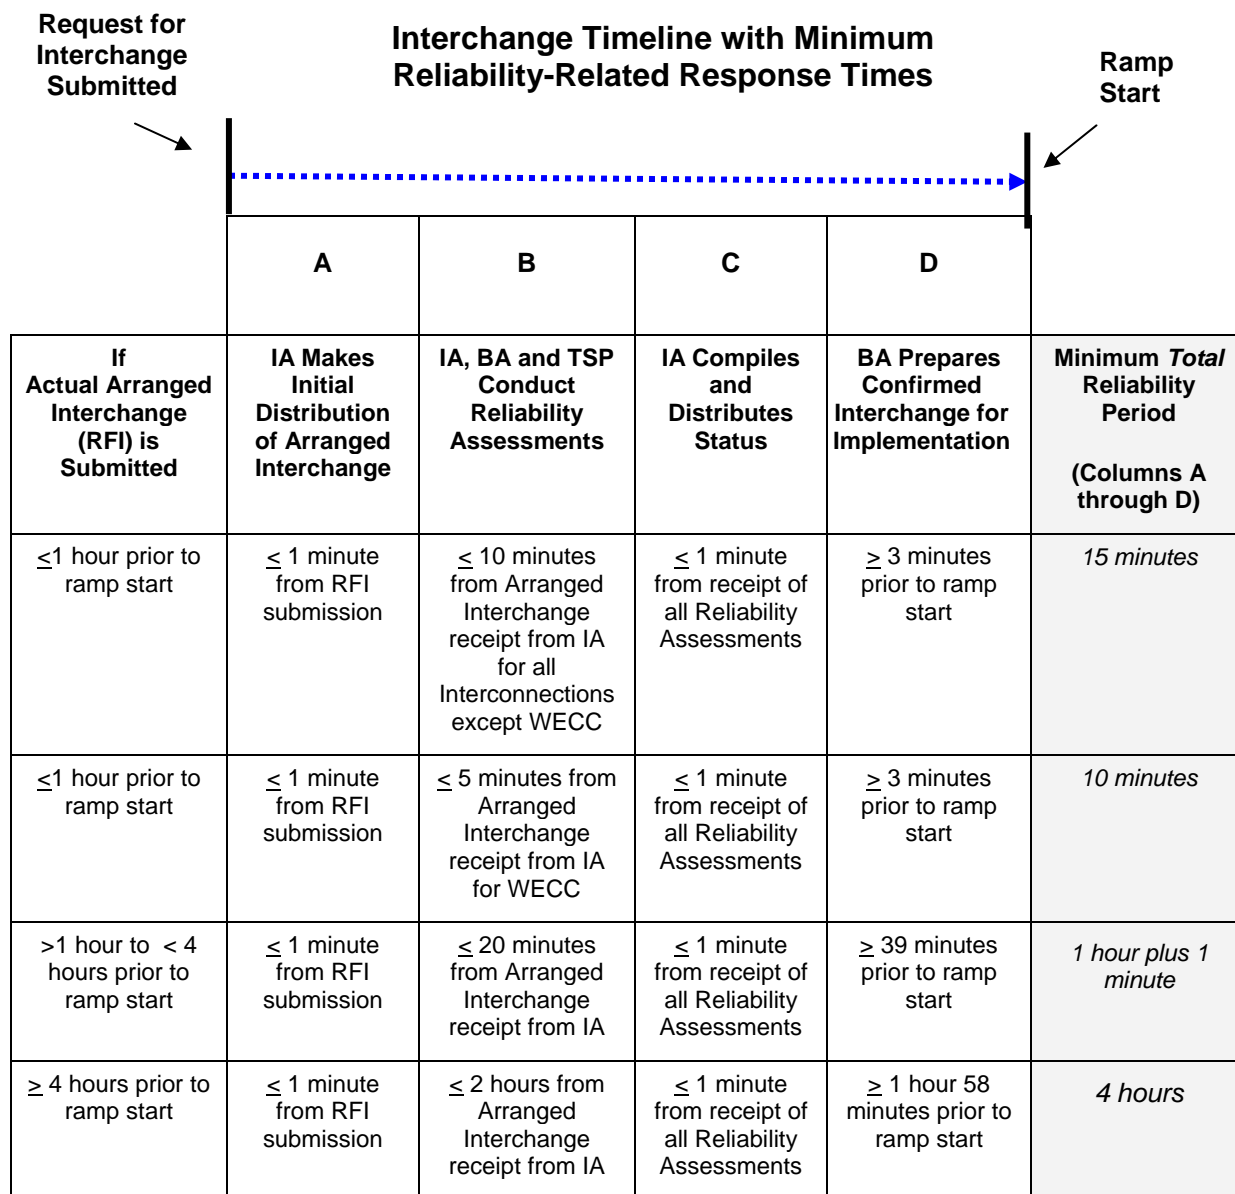 Request for
Interchange
Submitted
Interchange Timeline with Minimum
Reliability-Related Response Times
Ramp
Start
A
B
C
D
If
Actual Arranged
Interchange
(RFI) is
Submitted
IA Makes
Initial
Distribution
of Arranged
Interchange
IA, BA and TSP
Conduct
Reliability
Assessments
IA Compiles
and
Distributes
Status
BA Prepares
Confirmed
Interchange for
Implementation
Minimum Total
Reliability
Period
(Columns A
through D)
≤1 hour prior to
ramp start
≤ 1 minute
from RFI
submission
≤ 10 minutes
from Arranged
Interchange
receipt from IA
for all
Interconnections
except WECC
≤ 1 minute
from receipt of
all Reliability
Assessments
≥ 3 minutes
prior to ramp
start
15 minutes
≤1 hour prior to
ramp start
≤ 1 minute
from RFI
submission
≤ 5 minutes from
Arranged
Interchange
receipt from IA
for WECC
≤ 1 minute
from receipt of
all Reliability
Assessments
≥ 3 minutes
prior to ramp
start
10 minutes
>1 hour to < 4
hours prior to
ramp start
≤ 1 minute
from RFI
submission
≤ 20 minutes
from Arranged
Interchange
receipt from IA
≤ 1 minute
from receipt of
all Reliability
Assessments
≥ 39 minutes
prior to ramp
start
1 hour plus 1
minute
≥ 4 hours prior to
ramp start
≤ 1 minute
from RFI
submission
≤ 2 hours from
Arranged
Interchange
receipt from IA
≤ 1 minute
from receipt of
all Reliability
Assessments
≥ 1 hour 58
minutes prior to
ramp start
4 hours